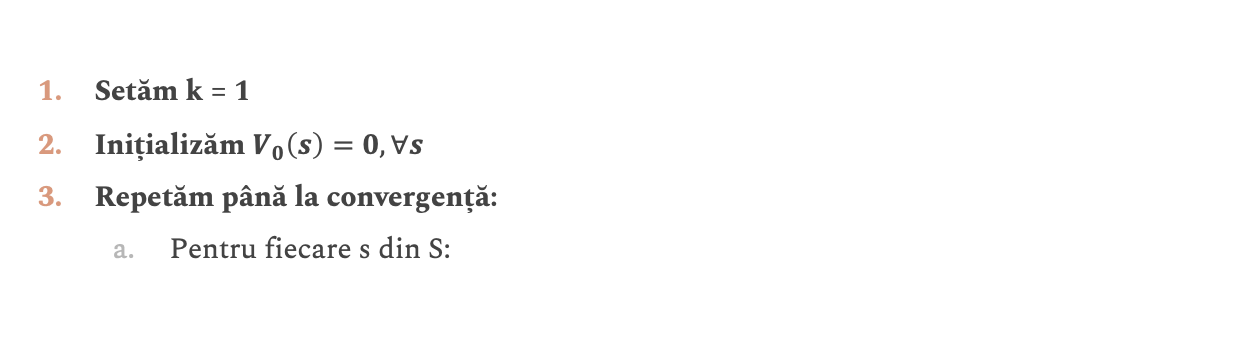 1. Setăm k = 1
2. Inițializăm V₀(s) = 0, ∀s
3. Repetăm până la convergență:
a. Pentru fiecare s din S: